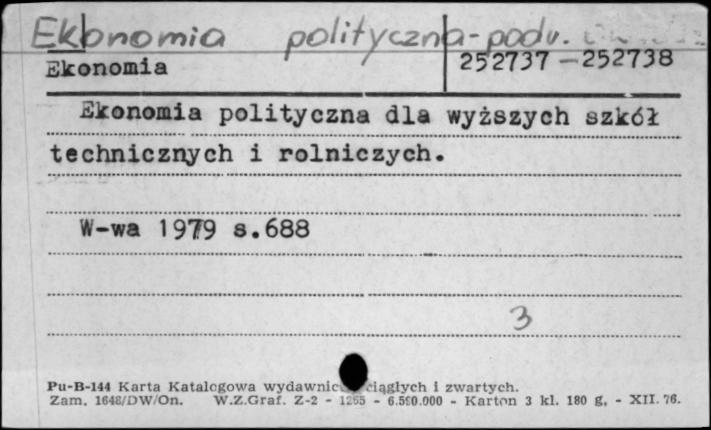 Ekonomia polityczna - podr.
Ekonomia 252737 - 252738
Ekonomia polityczna dla wyższych szkół
technicznych i rolniczych.
W-wa 1979 s.688
3
Pu-B-144 Karta Katalogowa wydawnic ciągłych i zwartych.
Zam. 1648/DW/On. W.Z.Graf. Z-2 - 1265 - 6.590.000 - Karton 3 kl. 180 g. - XII. 76.